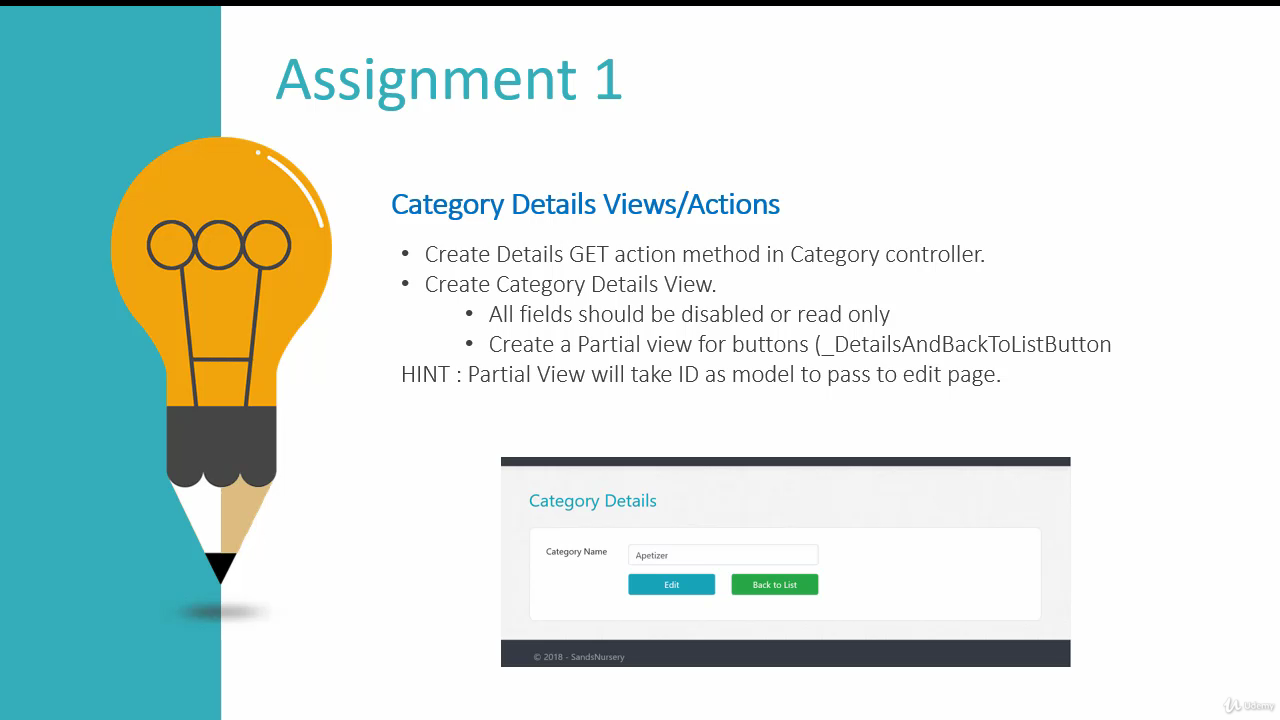 Assignment 1
Category Details Views/Actions
• Create Details GET action method in Category controller.
• Create Category Details View.
• All fields should be disabled or read only
• Create a Partial view for buttons (_DetailsAndBackToListButton
HINT : Partial View will take ID as model to pass to edit page.
Category Details
Category Name Apetizer
Edit Back to List
© 2018 - SandsNursery
Udemy